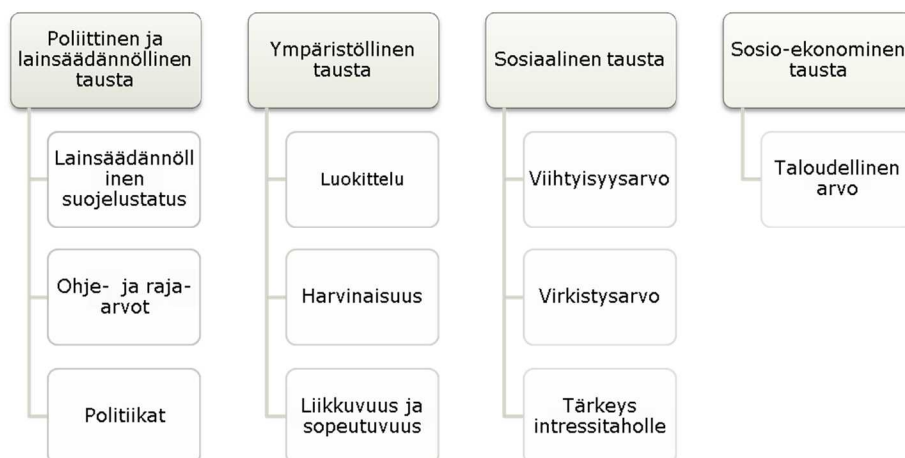 Poliittinen ja
lainsäädännöllinen
tausta
Lainsäädännöll
inen
suojelustatus
Ohje- ja raja-
arvot
Politiikat
Ympäristöllinen
tausta
Luokittelu
Harvinaisuus
Liikkuvuus ja
sopeutuvuus
Sosiaalinen tausta
Viihtyisyysarvo
Virkistysarvo
Tärkeys
intressitaholle
Sosio-ekonominen
tausta
Taloudellinen
arvo